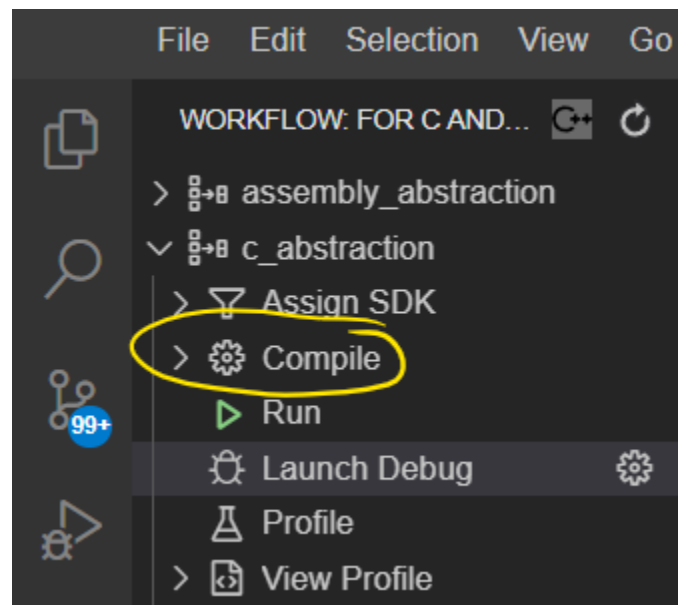 File Edit Selection View Go
WORKFLOW: FOR C AND... C++
assembly_abstraction
c_abstraction
Assign SDK
Compile
Run
99+
Launch Debug
Profile
View Profile